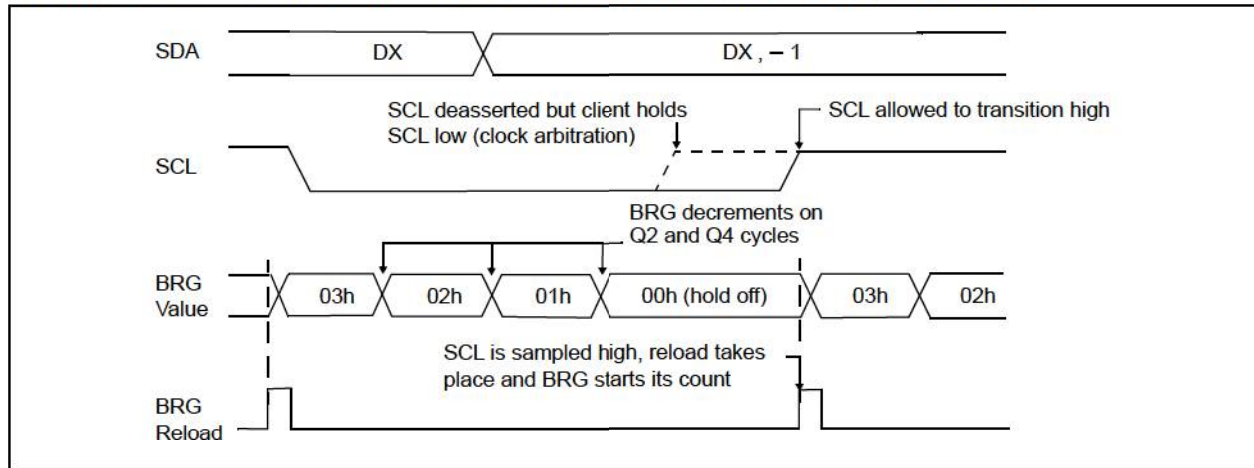 SDA
DX
DX , – 1
SCL deasserted but client holds
SCL low (clock arbitration)
SCL allowed to transition high
SCL
BRG decrements on
Q2 and Q4 cycles
BRG
Value
03h
02h
01h
00h (hold off)
03h
02h
SCL is sampled high, reload takes
place and BRG starts its count
BRG
Reload